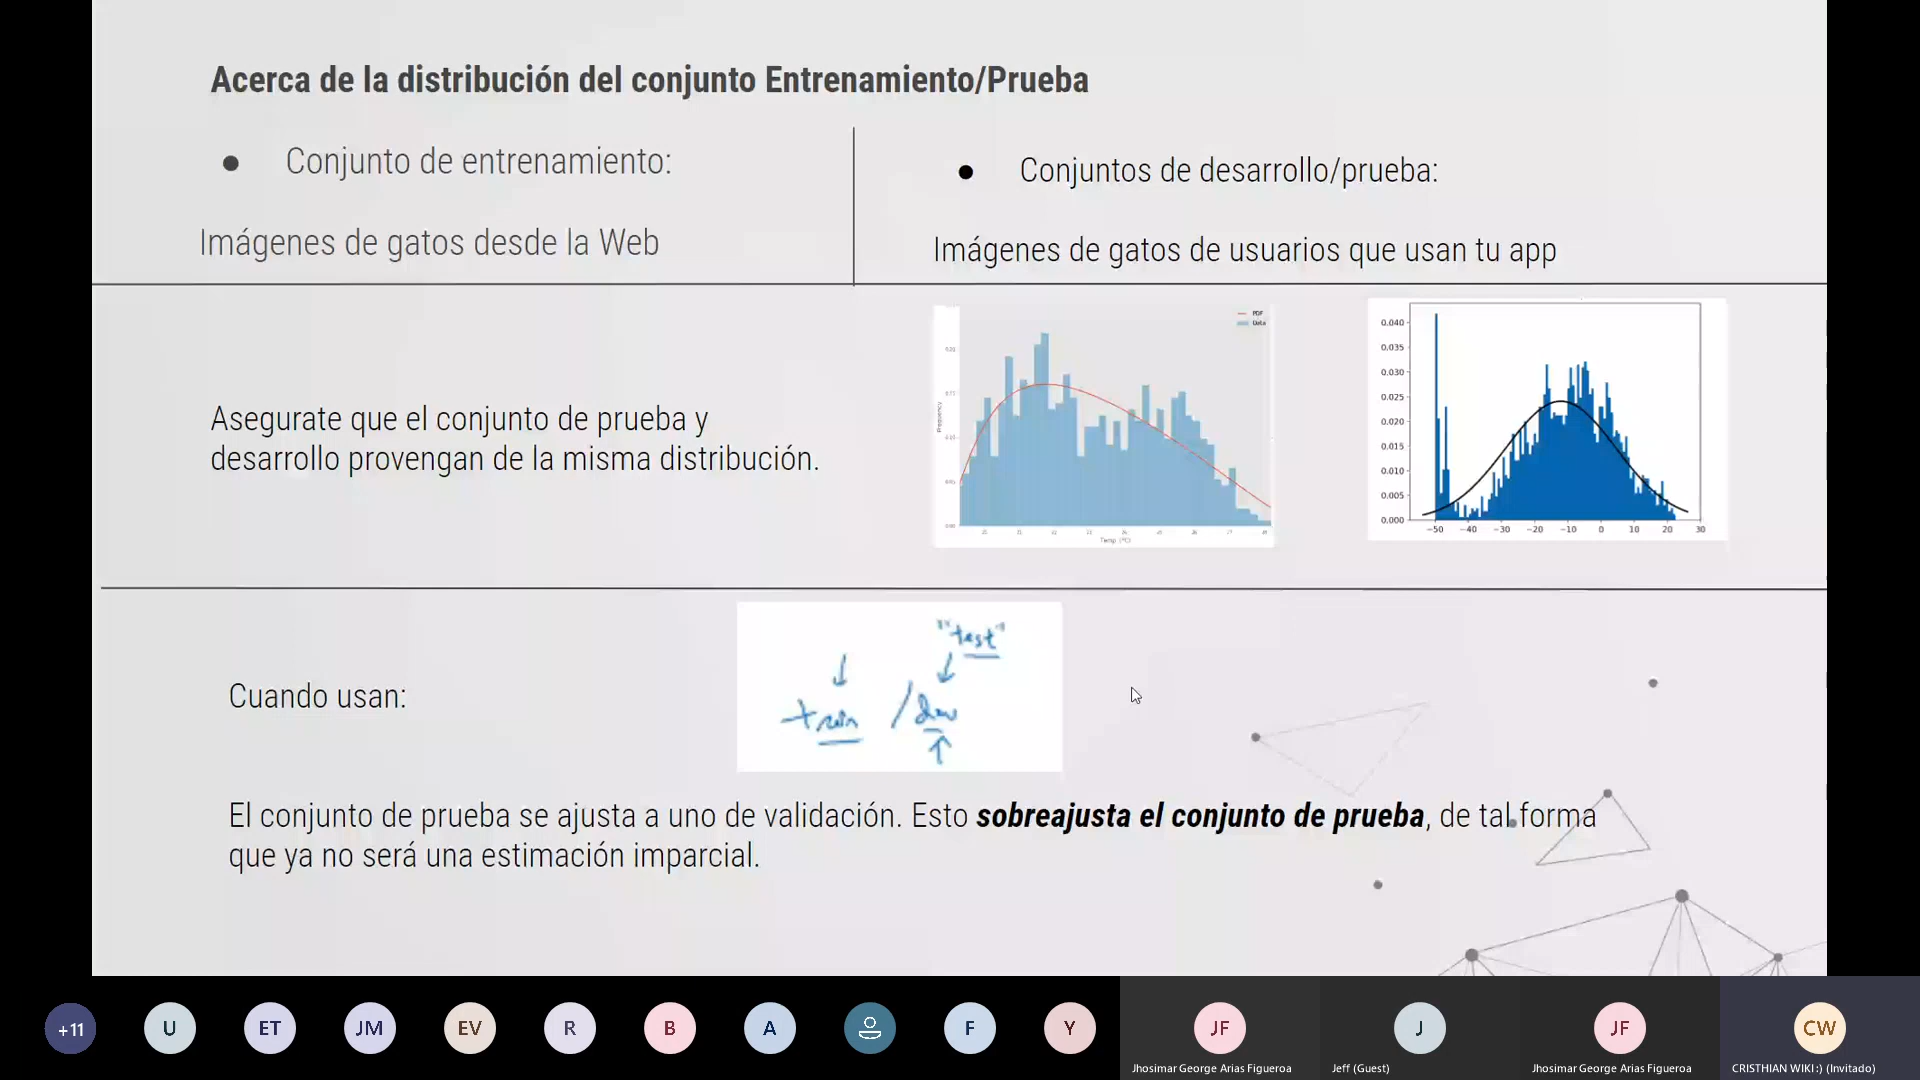 Acerca de la distribución del conjunto Entrenamiento/Prueba
● Conjunto de entrenamiento:
Imágenes de gatos desde la Web
● Conjuntos de desarrollo/prueba:
Imágenes de gatos de usuarios que usan tu app
Asegurate que el conjunto de prueba y
desarrollo provengan de la misma distribución.
PDF
Data
Frequency
Temp (ºC)
0.040
0.035
0.030
0.025
0.020
0.015
0.010
0.005
0.000
−50 −40 −30 −20 −10 0 10 20 30
Cuando usan:
"test"
train / dev
El conjunto de prueba se ajusta a uno de validación. Esto sobreajusta el conjunto de prueba, de tal forma
que ya no será una estimación imparcial.
+11 U ET JM EV R B A F Y JF J JF CW
Jhosimar George Arias Figueroa Jeff (Guest) Jhosimar George Arias Figueroa CRISTHIAN WIKI :) (Invitado)